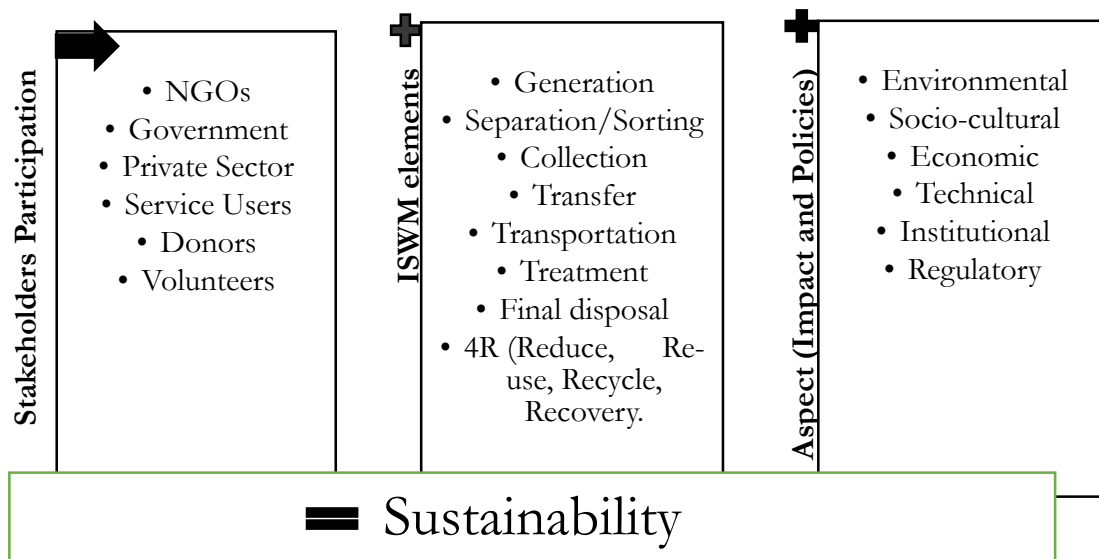 Stakeholders Participation
• NGOs
• Government
• Private Sector
• Service Users
• Donors
• Volunteers
ISWM elements
• Generation
• Separation/Sorting
• Collection
• Transfer
• Transportation
• Treatment
• Final disposal
• 4R (Reduce, Re-
use, Recycle,
Recovery.
Aspect (Impact and Policies)
• Environmental
• Socio-cultural
• Economic
• Technical
• Institutional
• Regulatory
= Sustainability